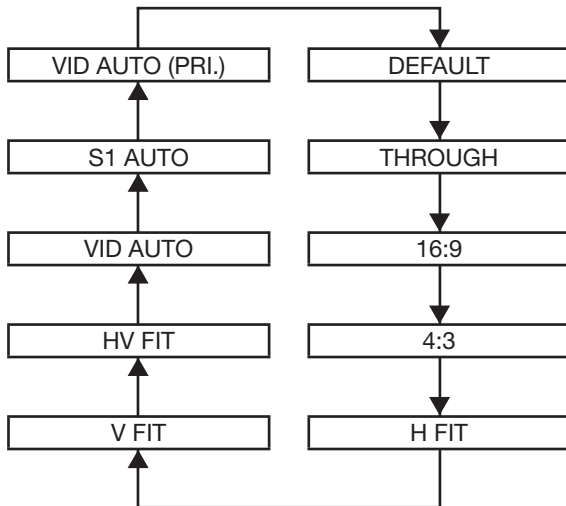 VID AUTO (PRI.)
DEFAULT
S1 AUTO
THROUGH
VID AUTO
16:9
HV FIT
4:3
V FIT
H FIT